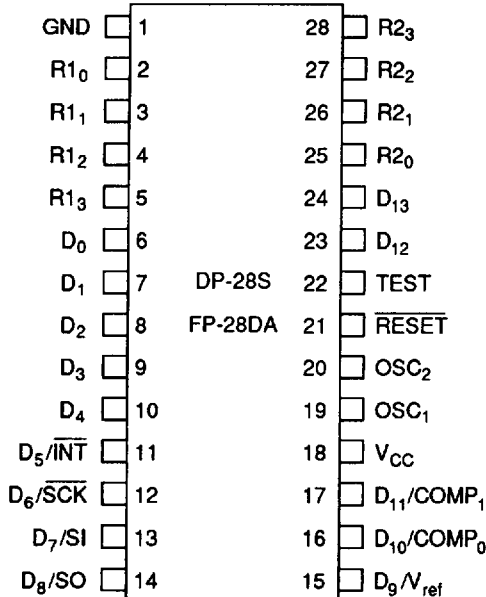 GND 1 28 R2₃
R1₀ 2 27 R2₂
R1₁ 3 26 R2₁
R1₂ 4 25 R2₀
R1₃ 5 24 D₁₃
D₀ 6 23 D₁₂
D₁ 7 DP-28S 22 TEST
D₂ 8 FP-28DA 21 R̅E̅S̅E̅T̅
D₃ 9 20 OSC₂
D₄ 10 19 OSC₁
D₅/I̅N̅T̅ 11 18 V_CC
D₆/S̅C̅K̅ 12 17 D₁₁/COMP₁
D₇/SI 13 16 D₁₀/COMP₀
D₈/SO 14 15 D₉/V_ref